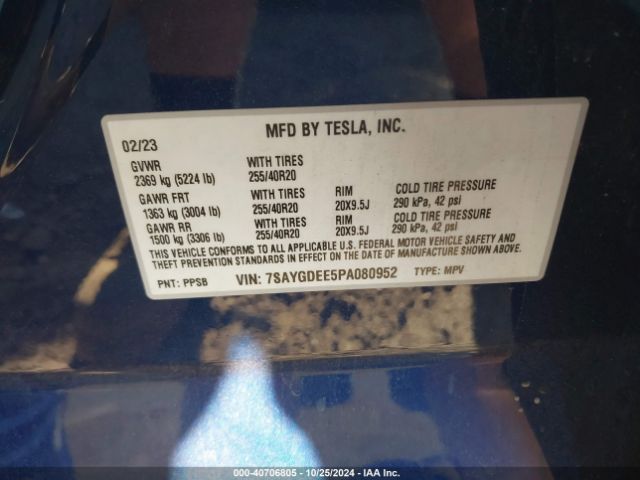 MFD BY TESLA, INC.
02/23
GVWR WITH TIRES
2369 kg (5224 lb) 255/40R20
GAWR FRT WITH TIRES RIM COLD TIRE PRESSURE
1363 kg (3004 lb) 255/40R20 20X9.5J 290 kPa, 42 psi
GAWR RR WITH TIRES RIM COLD TIRE PRESSURE
1500 kg (3306 lb) 255/40R20 20X9.5J 290 kPa, 42 psi
THIS VEHICLE CONFORMS TO ALL APPLICABLE U.S. FEDERAL MOTOR VEHICLE SAFETY AND
THEFT PREVENTION STANDARDS IN EFFECT ON THE DATE OF MANUFACTURE SHOWN ABOVE.
PNT: PPSB VIN: 7SAYGDEE5PA080952 TYPE: MPV
000-40706805 - 10/25/2024 - IAA Inc.